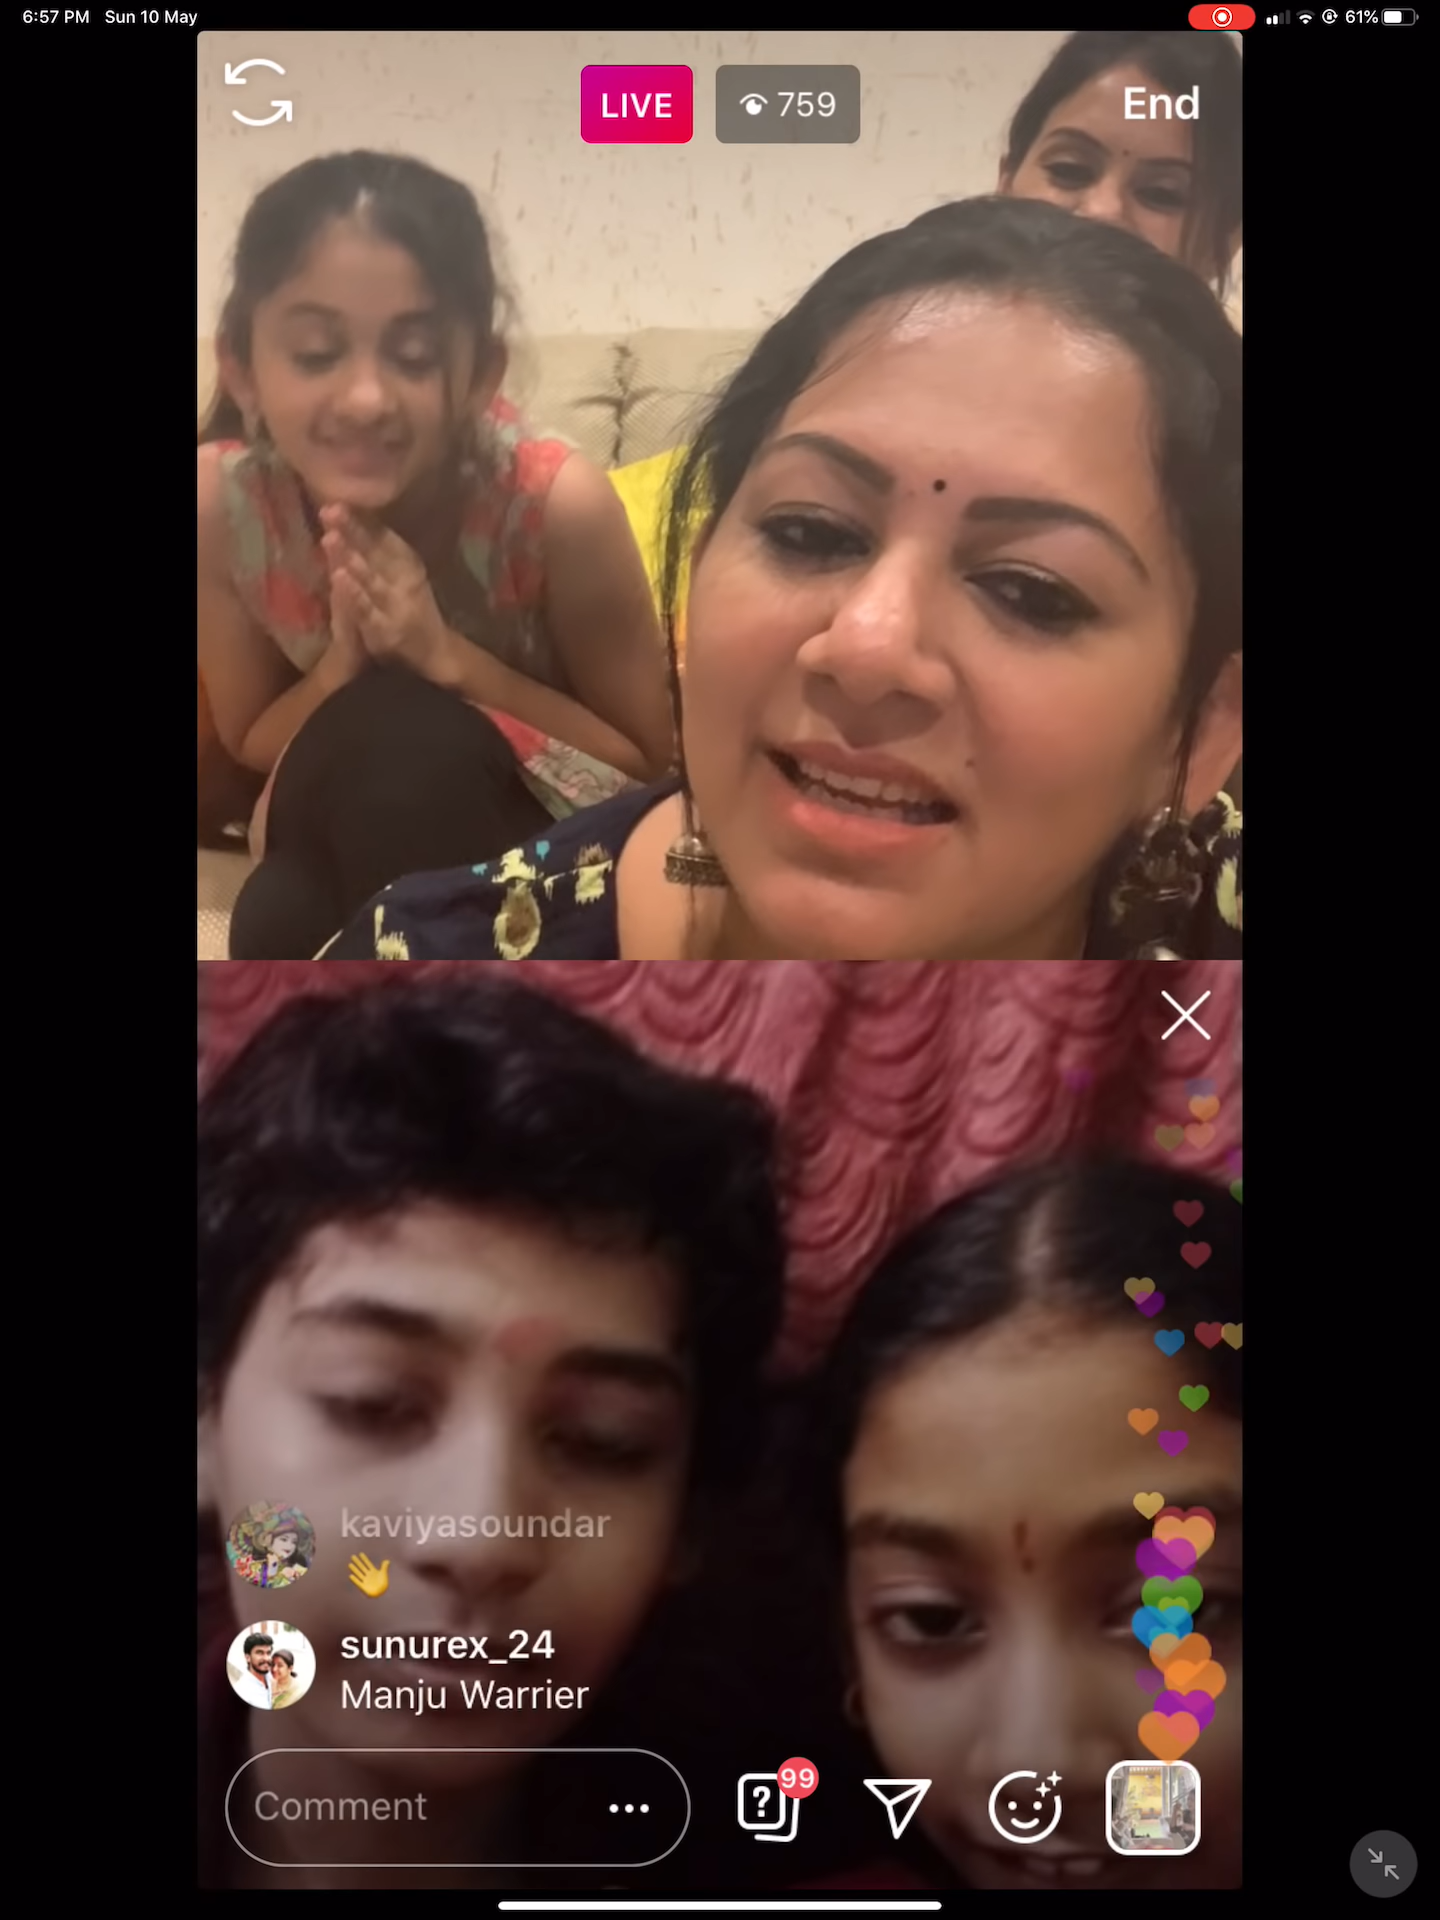 6:57 PM Sun 10 May
61%
LIVE
759
End
kaviyasoundar
👋
sunurex_24
Manju Warrier
Comment
99